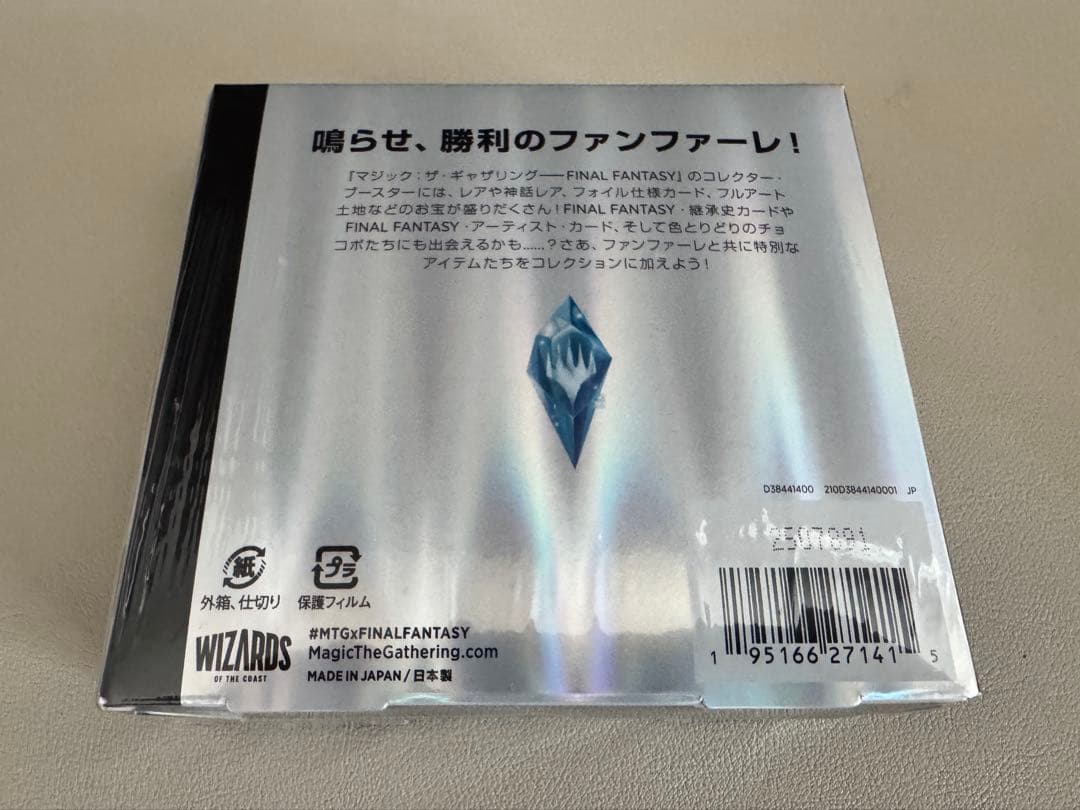 鳴らせ、勝利のファンファーレ！
『マジック：ザ・ギャザリング——FINAL FANTASY』のコレクター・
ブースターには、レアや神話レア、フォイル仕様カード、フルアート
土地などのお宝が盛りだくさん！FINAL FANTASY・継承史カードや
FINAL FANTASY・アーティスト・カード、そして色とりどりのチョ
コボたちにも出会えるかも……？さあ、ファンファーレと共に特別な
アイテムたちをコレクションに加えよう！
D38441400 210D3844140001 JP
紙
プラ
外箱、仕切り 保護フィルム
WIZARDS
OF THE COAST
#MTGxFINALFANTASY
MagicTheGathering.com
MADE IN JAPAN / 日本製
1 95166 27141 5